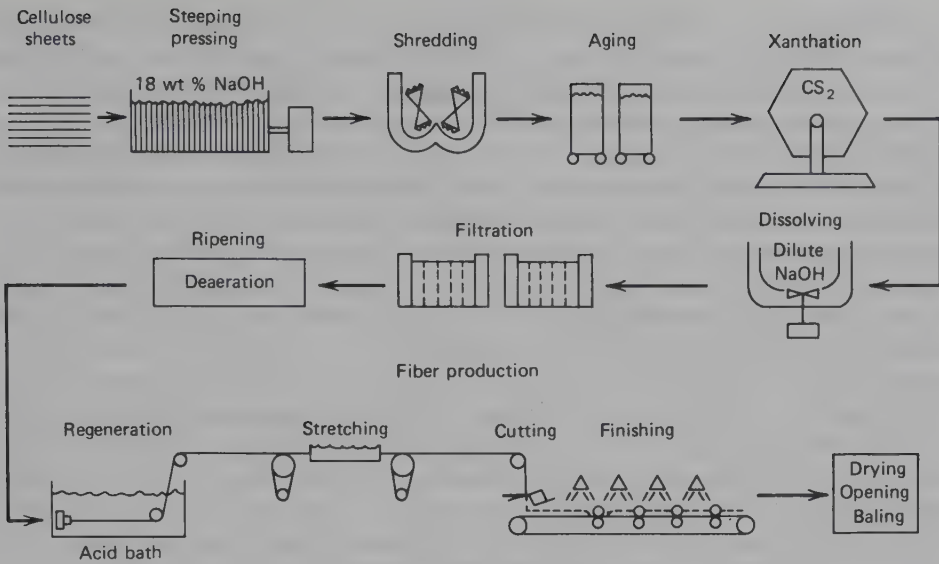 Cellulose
sheets
Steeping
pressing
18 wt % NaOH
Shredding
Aging
Xanthation
CS2
Dissolving
Dilute
NaOH
Filtration
Ripening
Deaeration
Fiber production
Regeneration
Acid bath
Stretching
Cutting
Finishing
Drying
Opening
Baling